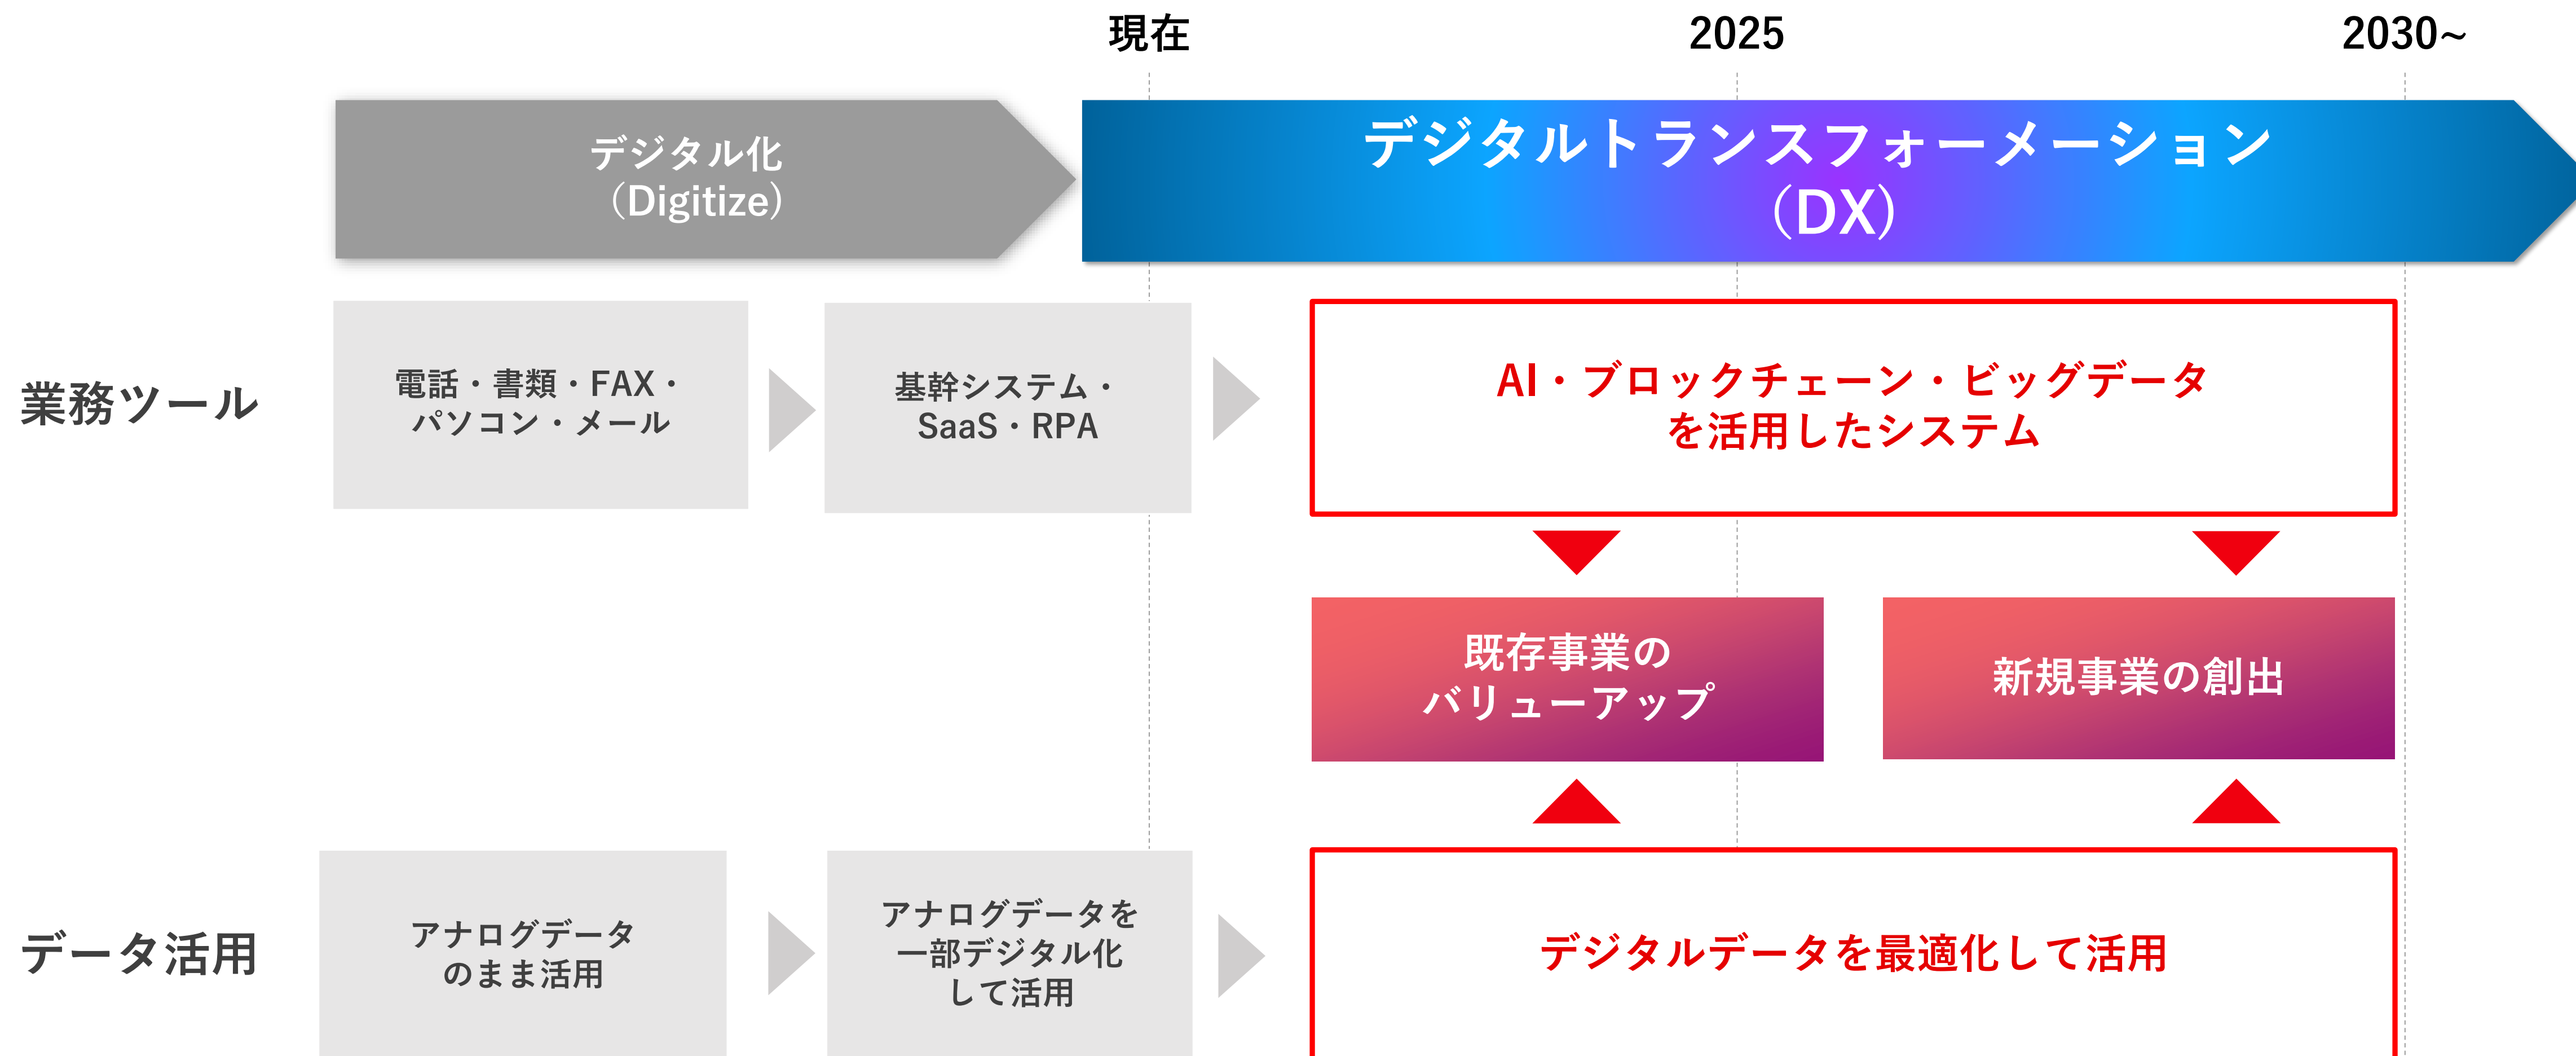 現在
2025
2030~
デジタル化
（Digitize）
デジタルトランスフォーメーション
（DX）
業務ツール
電話・書類・FAX・
パソコン・メール
基幹システム・
SaaS・RPA
AI・ブロックチェーン・ビッグデータ
を活用したシステム
既存事業の
バリューアップ
新規事業の創出
データ活用
アナログデータ
のまま活用
アナログデータを
一部デジタル化
して活用
デジタルデータを最適化して活用